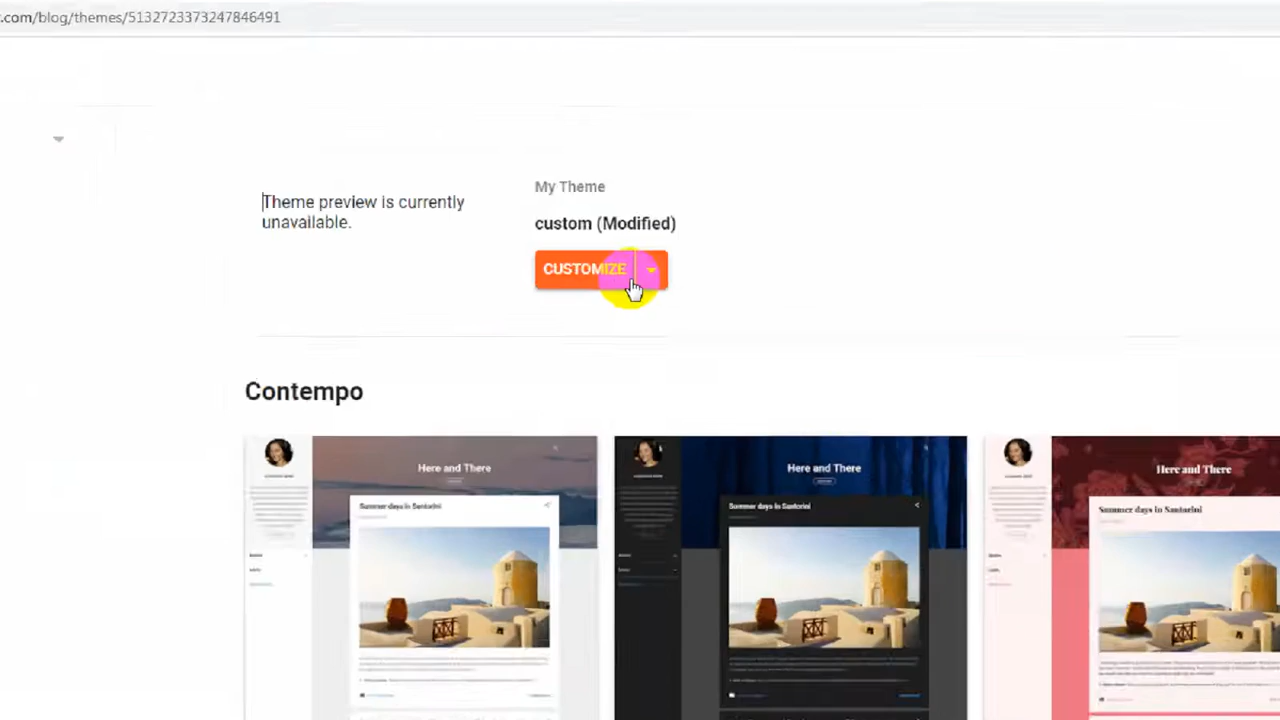 .com/blog/themes/5132723373247846491
Theme preview is currently
unavailable.
My Theme
custom (Modified)
CUSTOMIZE
Contempo
Here and There
Summer days in Santorini
Here and There
Summer days in Santorini
Here and There
Summer days in Santorini